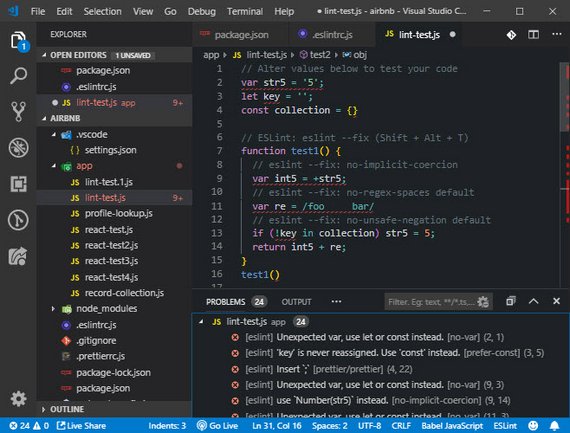 File Edit Selection View Go Debug Terminal Help
● lint-test.js - airbnb - Visual Studio C...
EXPLORER
OPEN EDITORS 1 UNSAVED
package.json
.eslintrc.js
● JS lint-test.js app 9+
AIRBNB
.vscode
settings.json
app
JS lint-test.1.js
JS lint-test.js 9+
JS profile-lookup.js
JS react-test.js
JS react-test2.js
JS react-test3.js
JS react-test4.js
JS record-collection.js
node_modules
.eslintrc.js
.gitignore
.prettierrc.js
package-lock.json
package.json
OUTLINE
1
package.json
.eslintrc.js
JS lint-test.js ●
app › JS lint-test.js › test2 › obj
1 // Alter values below to test your code
2 var str5 = '5';
3 let key = '';
4 const collection = {}
5
6 // ESLint: eslint --fix (Shift + Alt + T)
7 function test1() {
8 // eslint --fix: no-implicit-coercion
9 var int5 = +str5;
10 // eslint --fix: no-regex-spaces default
11 var re = /foo     bar/
12 // eslint --fix: no-unsafe-negation default
13 if (!key in collection) str5 = 5;
14 return int5 + re;
15 }
16 test1()
PROBLEMS 24 OUTPUT ... Filter. Eg: text, **/*.ts,
JS lint-test.js app 24
[eslint] Unexpected var, use let or const instead. [no-var] (2, 1)
[eslint] 'key' is never reassigned. Use 'const' instead. [prefer-const] (3, 5)
[eslint] Insert `;` [prettier/prettier] (4, 22)
[eslint] Unexpected var, use let or const instead. [no-var] (9, 3)
[eslint] use `Number(str5)` instead. [no-implicit-coercion] (9, 14)
[eslint] Unexpected var, use let or const instead. [no-var] (11, 3)
24 0 Live Share Indents: 3 Go Live Ln 31, Col 16 Spaces: 2 UTF-8 CRLF Babel JavaScript ESLint